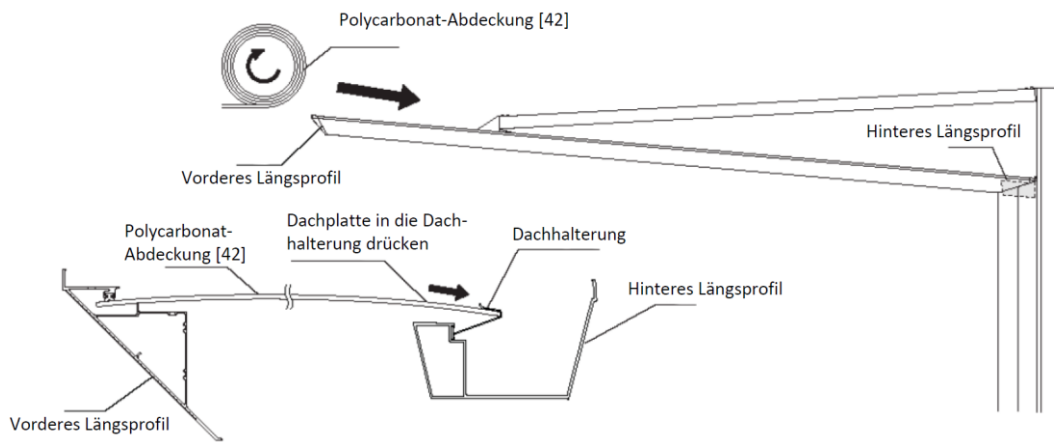 Polycarbonat-Abdeckung [42]
Hinteres Längsprofil
Vorderes Längsprofil
Polycarbonat-
Abdeckung [42]
Dachplatte in die Dach-
halterung drücken
Dachhalterung
Hinteres Längsprofil
Vorderes Längsprofil